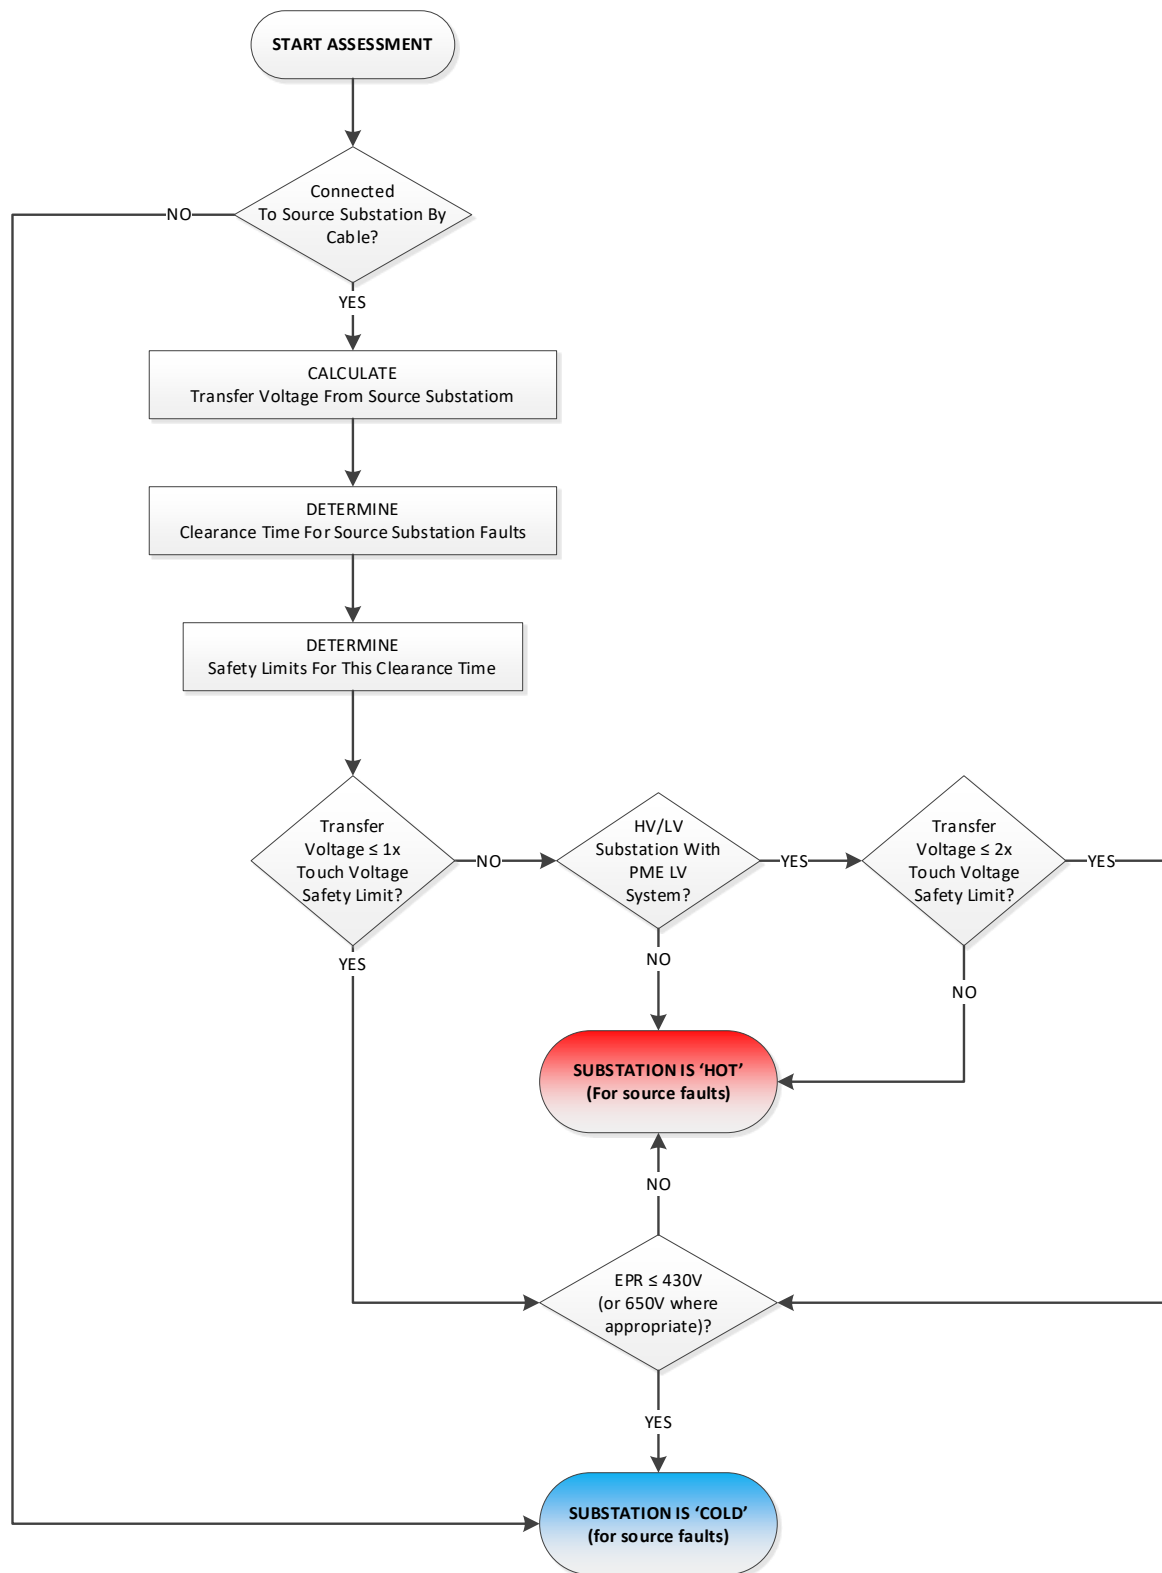 START ASSESSMENT
Connected
To Source Substation By
Cable?
NO
YES
CALCULATE
Transfer Voltage From Source Substatiom
DETERMINE
Clearance Time For Source Substation Faults
DETERMINE
Safety Limits For This Clearance Time
Transfer
Voltage ≤ 1x
Touch Voltage
Safety Limit?
NO
HV/LV
Substation With
PME LV
System?
YES
Transfer
Voltage ≤ 2x
Touch Voltage
Safety Limit?
YES
YES
NO
NO
SUBSTATION IS ‘HOT’
(For source faults)
NO
EPR ≤ 430V
(or 650V where
appropriate)?
YES
SUBSTATION IS ‘COLD’
(for source faults)